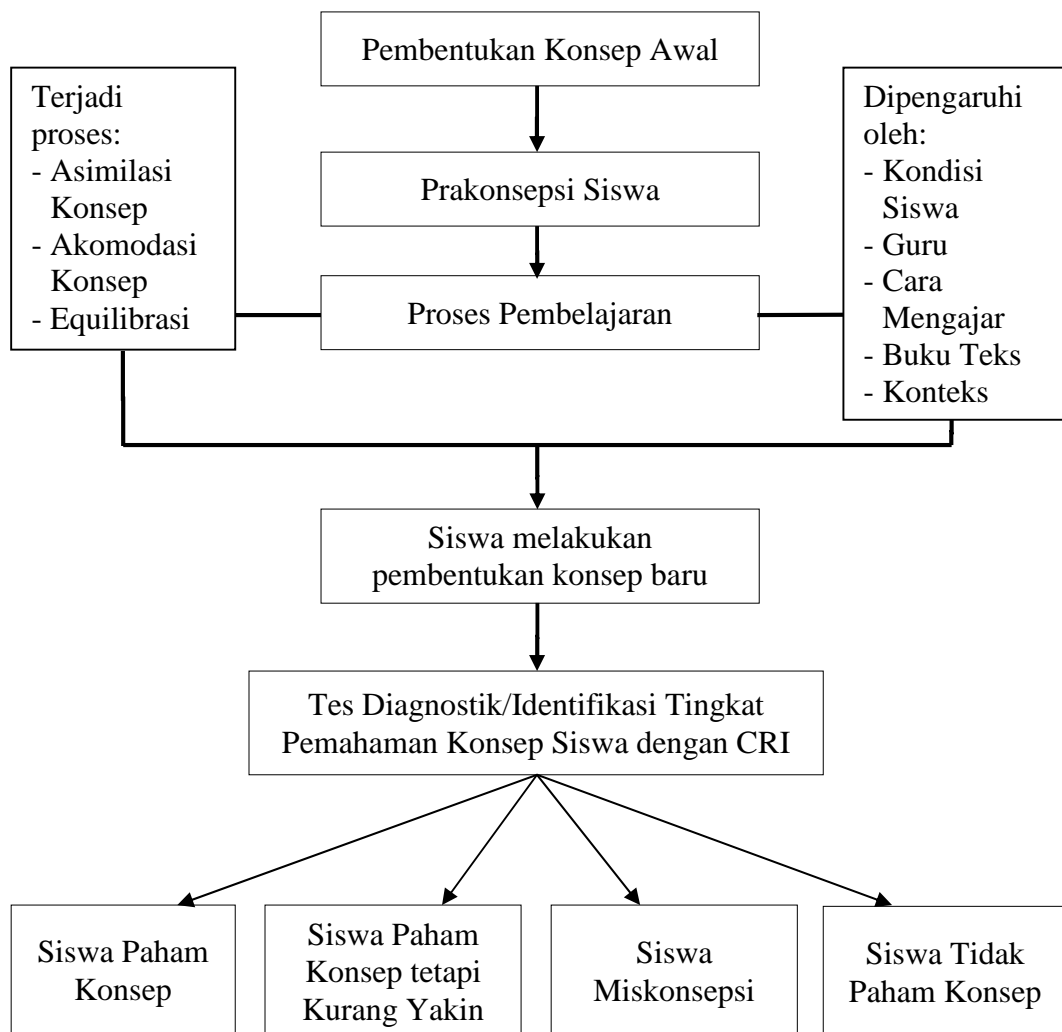 Pembentukan Konsep Awal
Terjadi
proses:
- Asimilasi
Konsep
- Akomodasi
Konsep
- Equilibrasi
Prakonsepsi Siswa
Proses Pembelajaran
Dipengaruhi
oleh:
- Kondisi
Siswa
- Guru
- Cara
Mengajar
- Buku Teks
- Konteks
Siswa melakukan
pembentukan konsep baru
Tes Diagnostik/Identifikasi Tingkat
Pemahaman Konsep Siswa dengan CRI
Siswa Paham
Konsep
Siswa Paham
Konsep tetapi
Kurang Yakin
Siswa
Miskonsepsi
Siswa Tidak
Paham Konsep